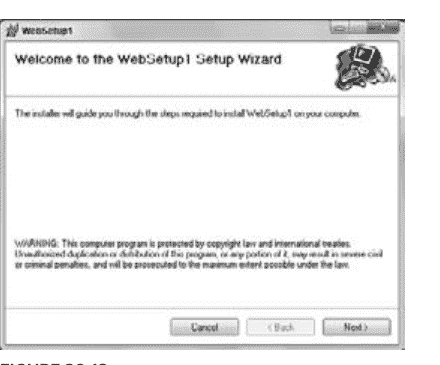 WebSetup1
Welcome to the WebSetup1 Setup Wizard
The installer will guide you through the steps required to install WebSetup1 on your computer.
WARNING: This computer program is protected by copyright law and international treaties.
Unauthorized duplication or distribution of this program, or any portion of it, may result in severe civil
or criminal penalties, and will be prosecuted to the maximum extent possible under the law.
Cancel
< Back
Next >